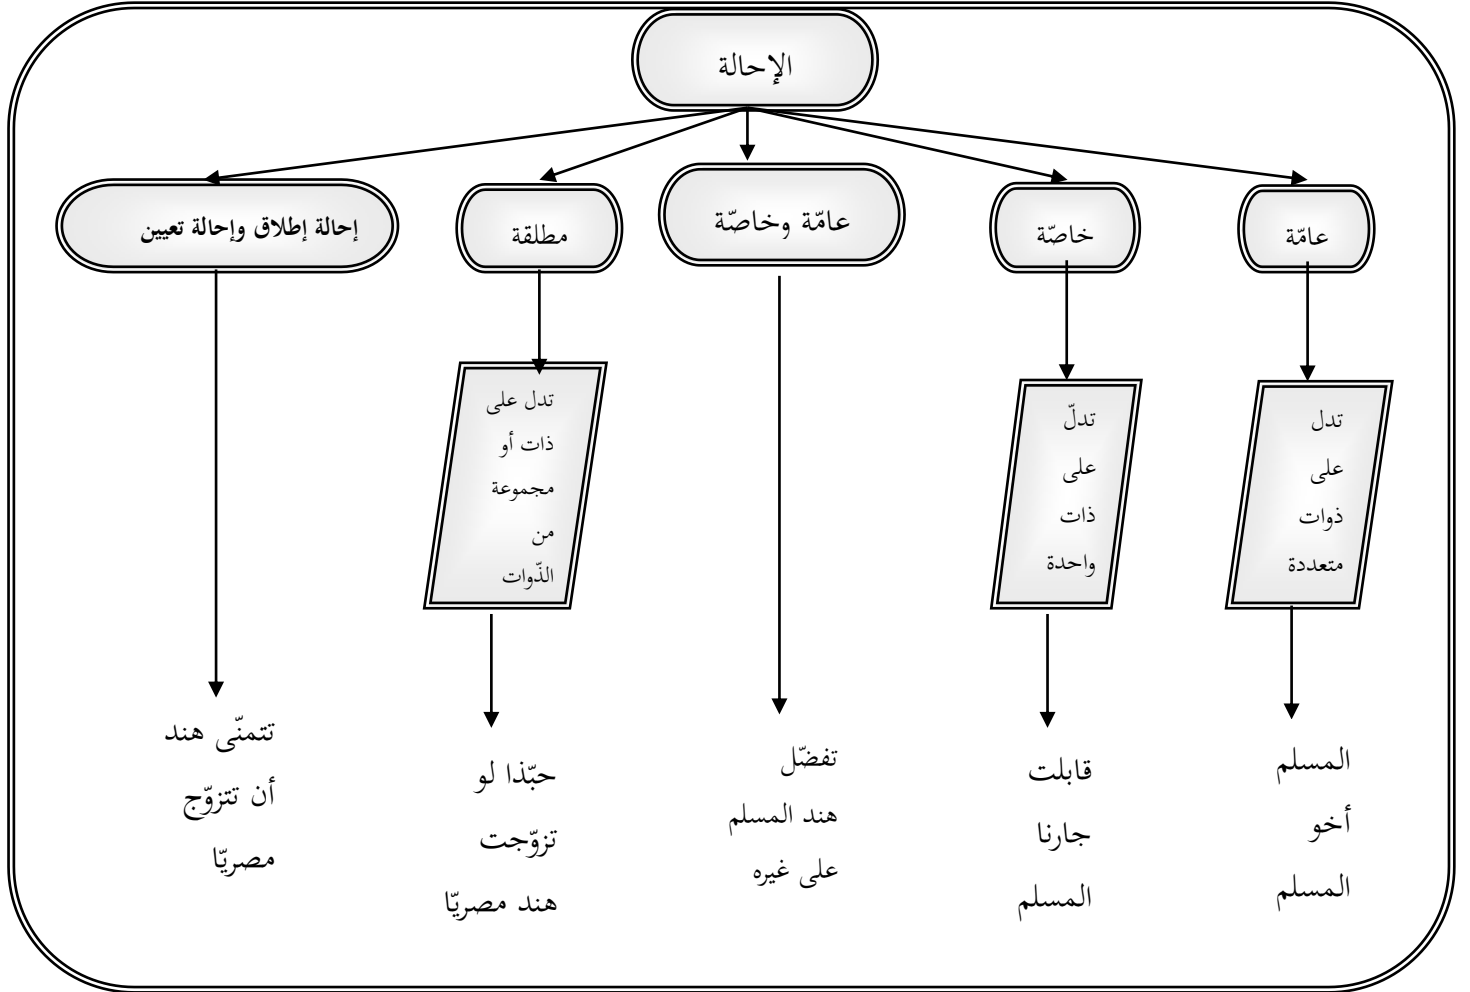 الإحالة
عامّة
خاصّة
عامّة وخاصّة
مطلقة
إحالة إطلاق وإحالة تعيين
تدل
على
ذوات
متعددة
تدلّ
على
ذات
واحدة
تدل على
ذات أو
مجموعة
من
الذّوات
المسلم
أخو
المسلم
قابلت
جارنا
المسلم
تفضّل
هند المسلم
على غيره
حبّذا لو
تزوّجت
هند مصريّا
تتمنّى هند
أن تتزوّج
مصريّا